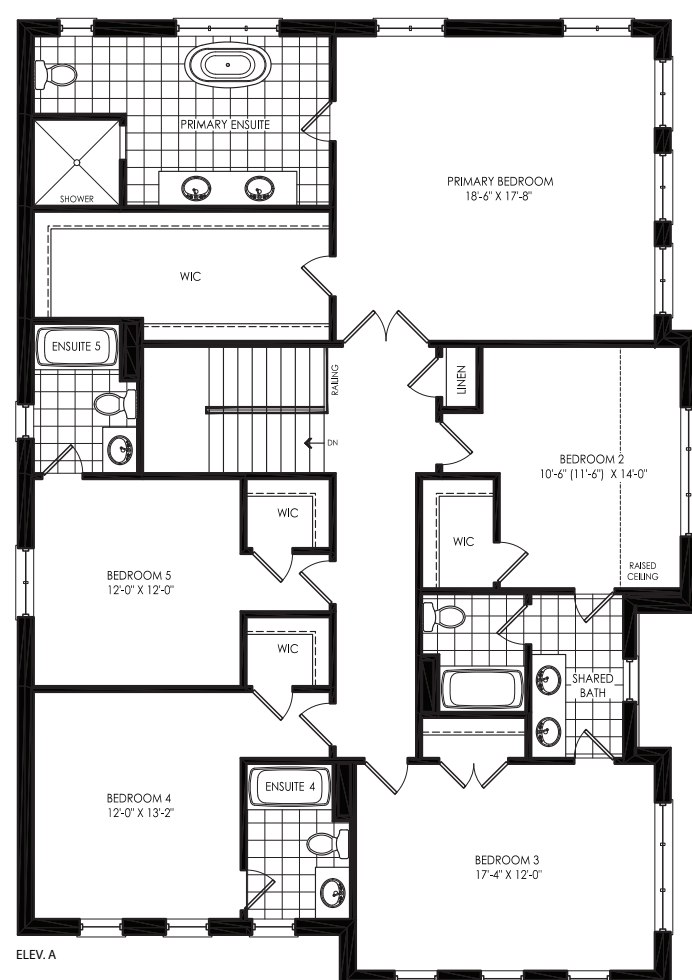 PRIMARY ENSUITE
PRIMARY BEDROOM
18'-6" X 17'-8"
SHOWER
WIC
ENSUITE 5
RAILING
LINEN
DN
BEDROOM 2
10'-6" (11'-6") X 14'-0"
WIC
WIC
RAISED
CEILING
BEDROOM 5
12'-0" X 12'-0"
WIC
SHARED
BATH
ENSUITE 4
BEDROOM 4
12'-0" X 13'-2"
BEDROOM 3
17'-4" X 12'-0"
ELEV. A